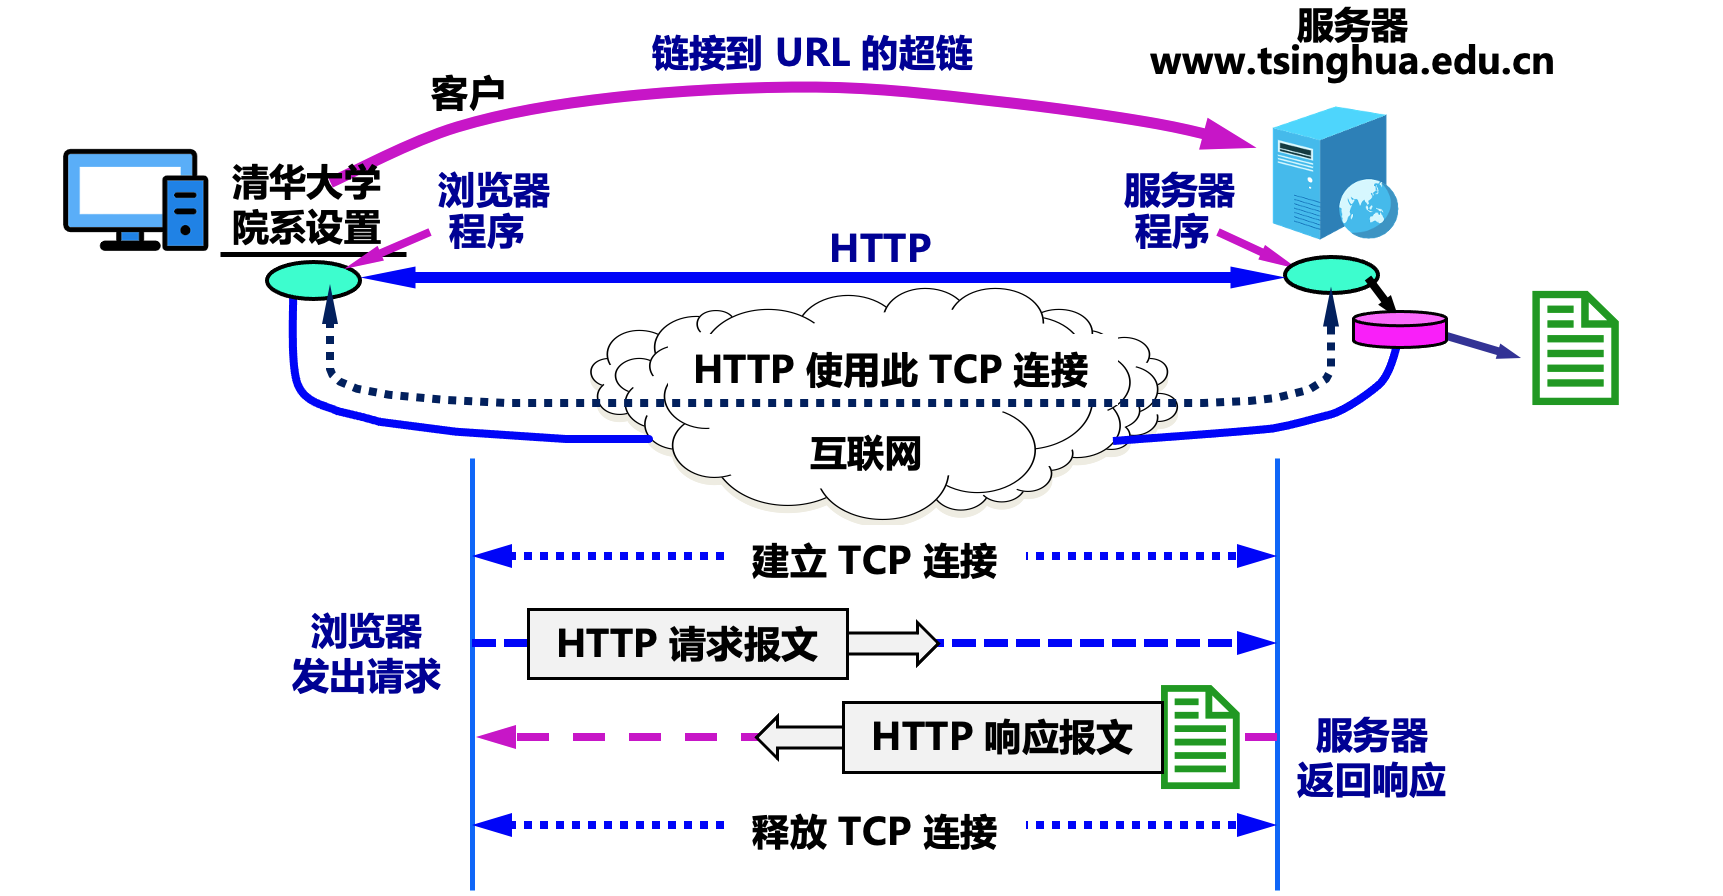 服务器
www.tsinghua.edu.cn
链接到 URL 的超链
客户
清华大学
院系设置
浏览器
程序
服务器
程序
HTTP
HTTP 使用此 TCP 连接
互联网
建立 TCP 连接
浏览器
发出请求
HTTP 请求报文
HTTP 响应报文
服务器
返回响应
释放 TCP 连接